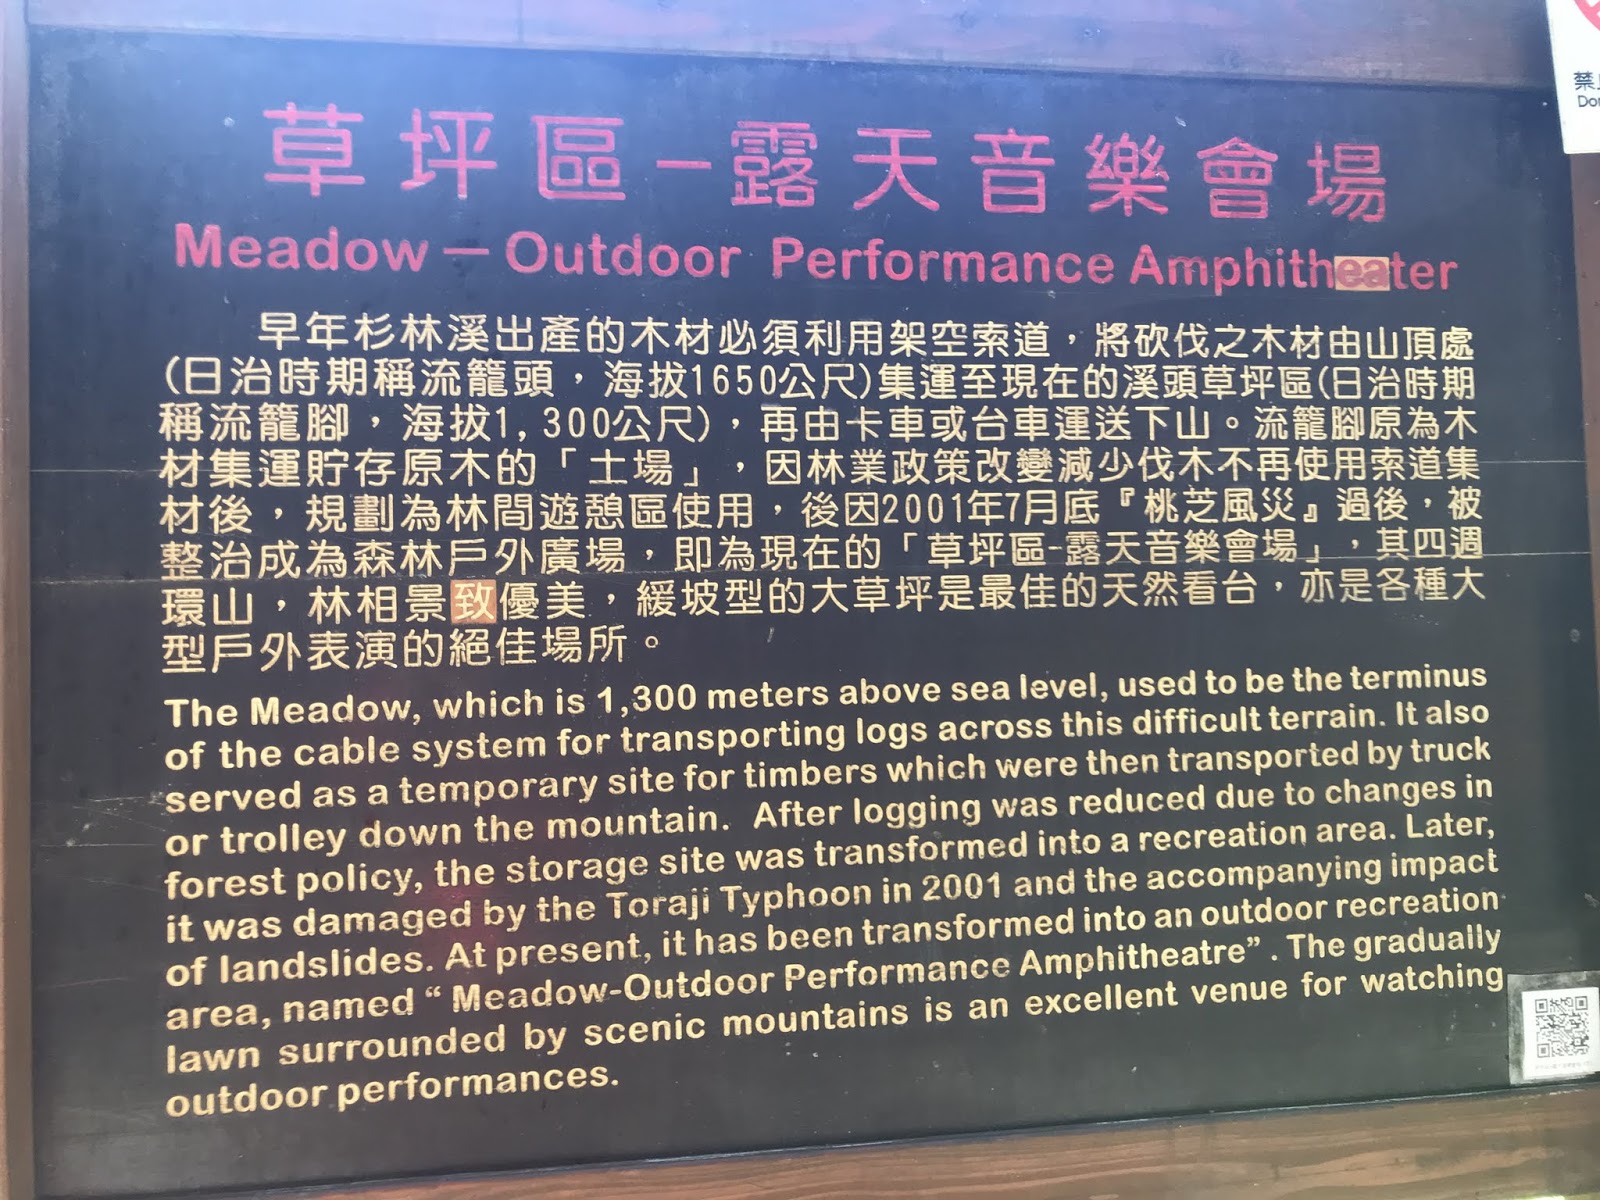 草坪區－露天音樂會場
Meadow – Outdoor Performance Amphitheater
早年杉林溪出產的木材必須利用架空索道，將砍伐之木材由山頂處
(日治時期稱流籠頭，海拔1650公尺)集運至現在的溪頭草坪區(日治時期
稱流籠腳，海拔1,300公尺)，再由卡車或台車運送下山。流籠腳原為木
材集運貯存原木的「土場」，因林業政策改變減少伐木不再使用索道集
材後，規劃為林間遊憩區使用，後因2001年7月底『桃芝風災』過後，被
整治成為森林戶外廣場，即為現在的「草坪區-露天音樂會場」，其四週
環山，林相景致優美，緩坡型的大草坪是最佳的天然看台，亦是各種大
型戶外表演的絕佳場所。
The Meadow, which is 1,300 meters above sea level, used to be the terminus
of the cable system for transporting logs across this difficult terrain. It also
served as a temporary site for timbers which were then transported by truck
or trolley down the mountain. After logging was reduced due to changes in
forest policy, the storage site was transformed into a recreation area. Later,
it was damaged by the Toraji Typhoon in 2001 and the accompanying impact
of landslides. At present, it has been transformed into an outdoor recreation
area, named “ Meadow-Outdoor Performance Amphitheatre” . The gradually
lawn surrounded by scenic mountains is an excellent venue for watching
outdoor performances.
禁